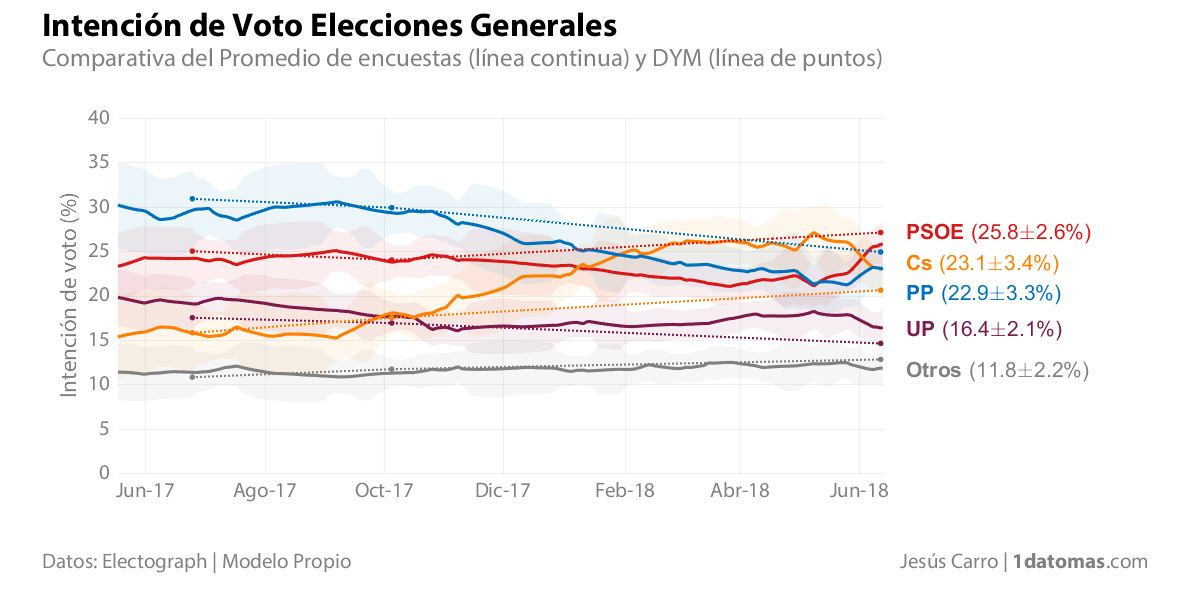 Intención de Voto Elecciones Generales
Comparativa del Promedio de encuestas (línea continua) y DYM (línea de puntos)
Intención de voto (%)
40
35
30
25
20
15
10
5
0
Jun-17 Ago-17 Oct-17 Dic-17 Feb-18 Abr-18 Jun-18
PSOE (25.8±2.6%)
Cs (23.1±3.4%)
PP (22.9±3.3%)
UP (16.4±2.1%)
Otros (11.8±2.2%)
Datos: Electograph | Modelo Propio
Jesús Carro | 1datomas.com